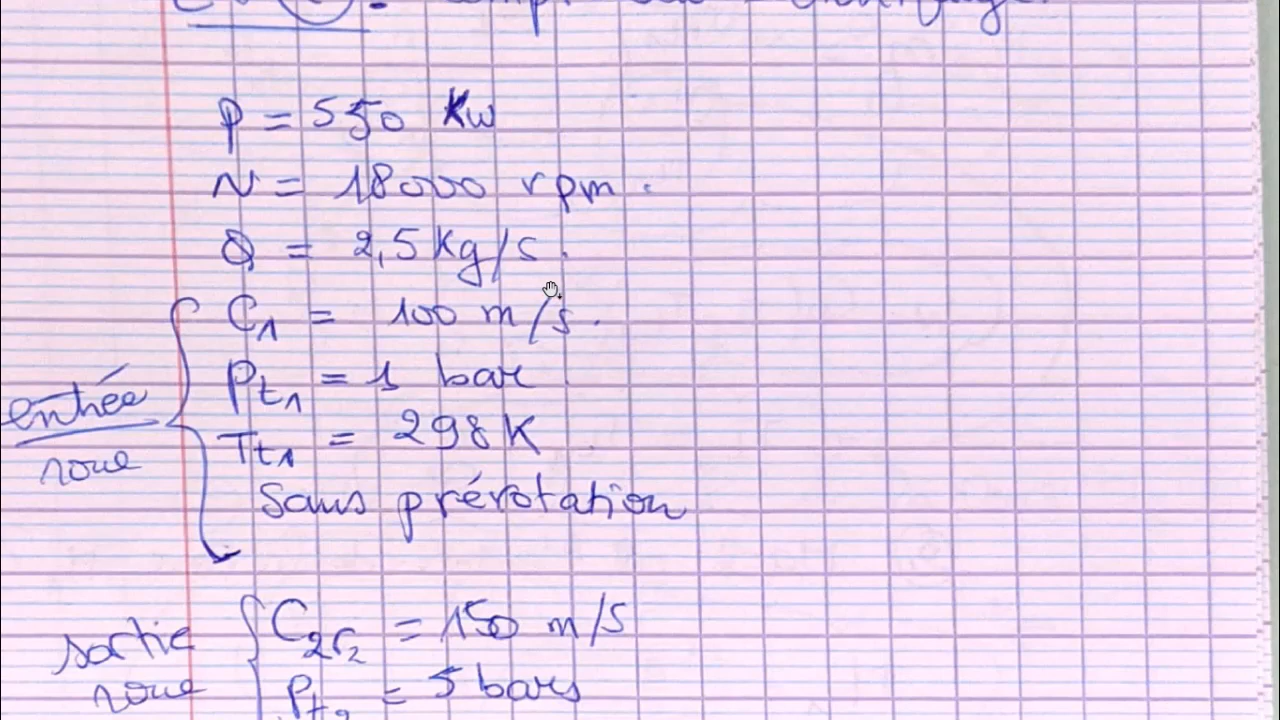 P = 550 Kw
N = 18000 rpm.
Q = 2,5 Kg/s.
C1 = 100 m/s.
Pt1 = 1 bar
entrée
roue
Tt1 = 298 K
Sans prérotation
sortie
roue
C2r2 = 150 m/s
Pt2 = 5 bars